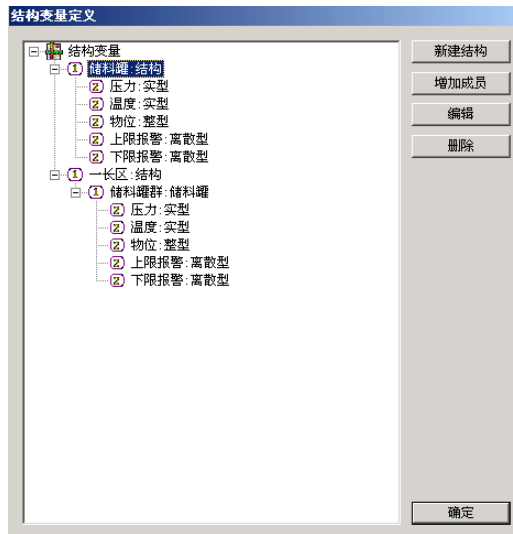 结构变量定义
结构变量
新建结构
1 储料罐:结构
2 压力:实型
增加成员
2 温度:实型
2 物位:整型
编辑
2 上限报警:离散型
删除
2 下限报警:离散型
1 一长区:结构
1 储料罐群:储料罐
2 压力:实型
2 温度:实型
2 物位:整型
2 上限报警:离散型
2 下限报警:离散型
确定